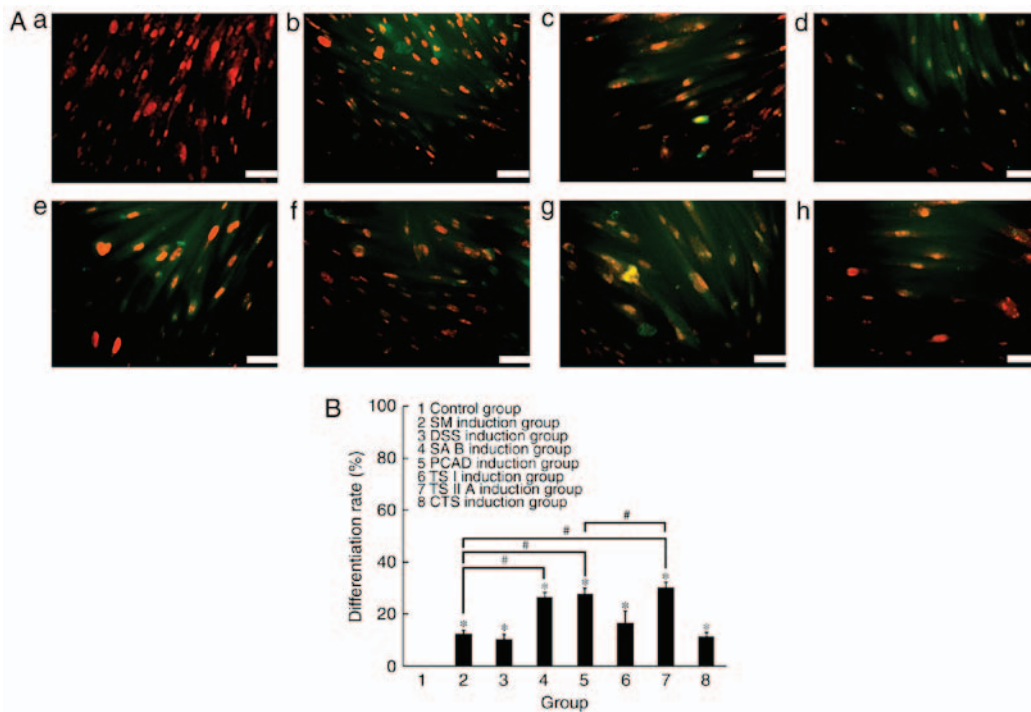 A a b c d
e f g h
B
100
80
60
40
20
0
Differentiation rate (%)
1 Control group
2 SM induction group
3 DSS induction group
4 SA B induction group
5 PCAD induction group
6 TS I induction group
7 TS II A induction group
8 CTS induction group
#
#
#
#
* * * * * * *
1 2 3 4 5 6 7 8
Group